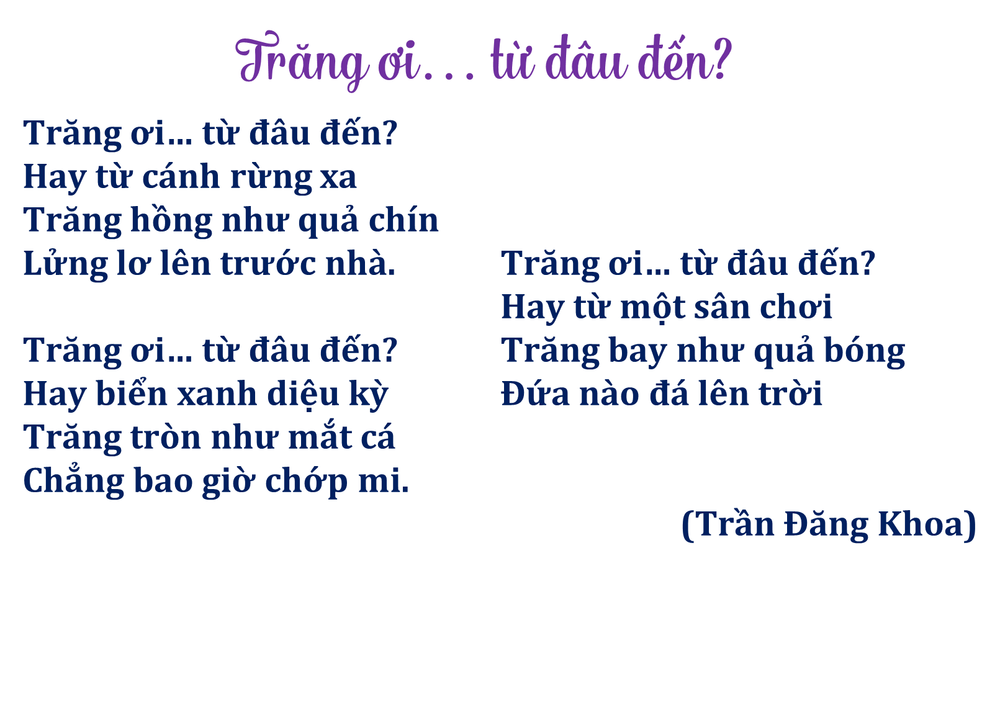 Trăng ơi... từ đâu đến?
Trăng ơi... từ đâu đến?
Hay từ cánh rừng xa
Trăng hồng như quả chín
Lửng lơ lên trước nhà.
Trăng ơi... từ đâu đến?
Hay biển xanh diệu kỳ
Trăng tròn như mắt cá
Chẳng bao giờ chớp mi.
Trăng ơi... từ đâu đến?
Hay từ một sân chơi
Trăng bay như quả bóng
Đứa nào đá lên trời
(Trần Đăng Khoa)